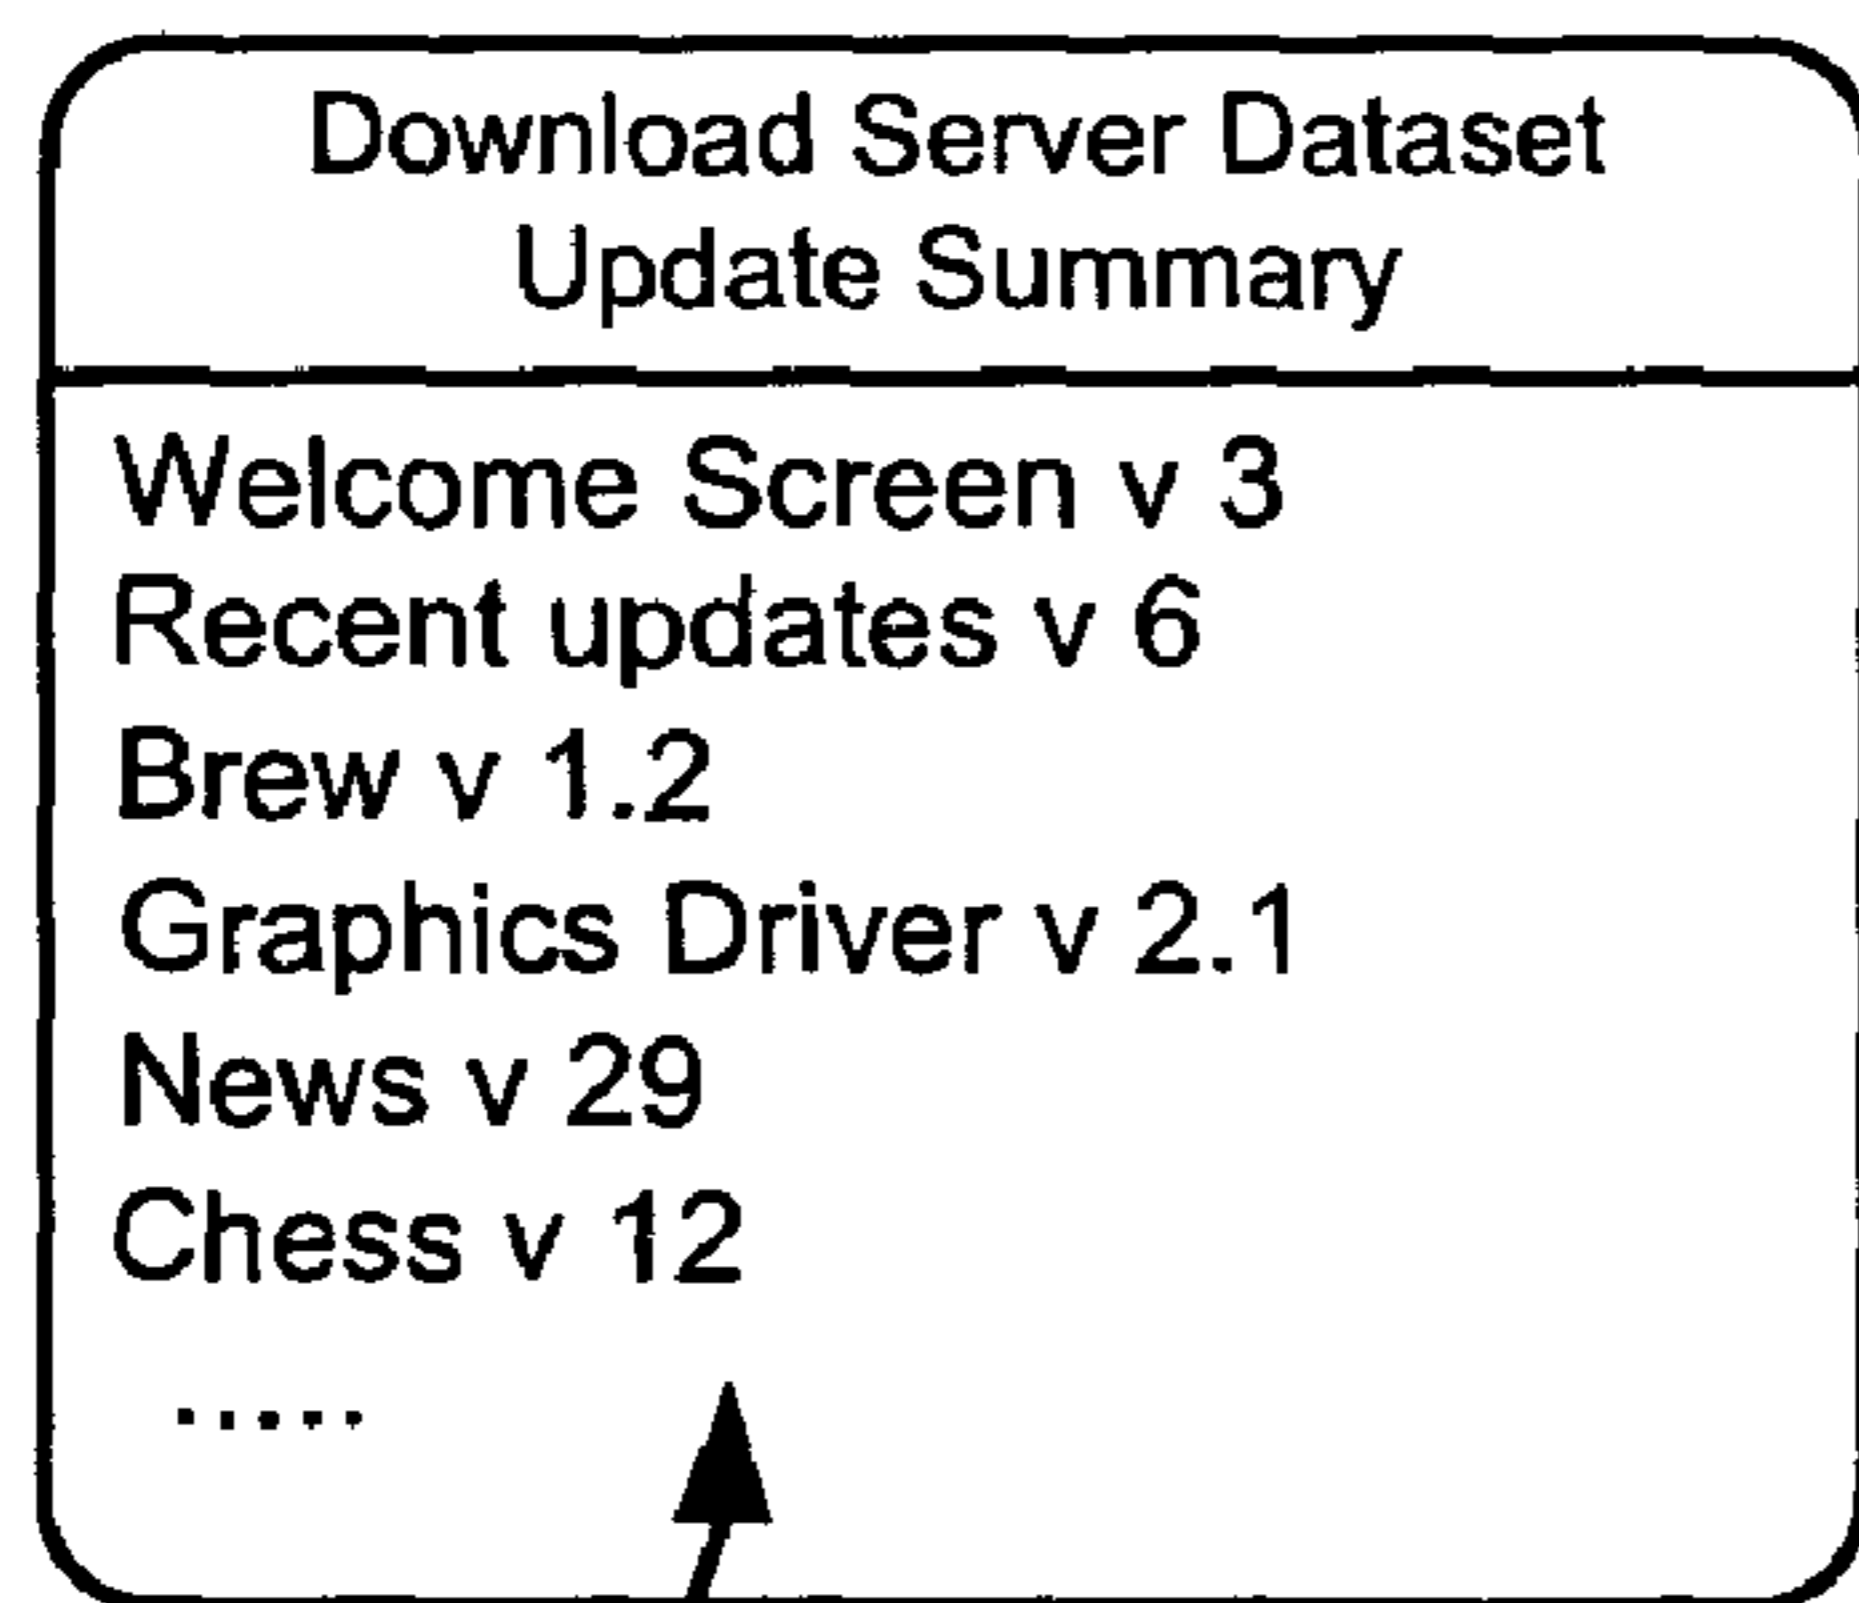 Download Server Dataset
Update Summary
Welcome Screen v 3
Recent updates v 6
Brew v 1.2
Graphics Driver v 2.1
News v 29
Chess v 12
.....